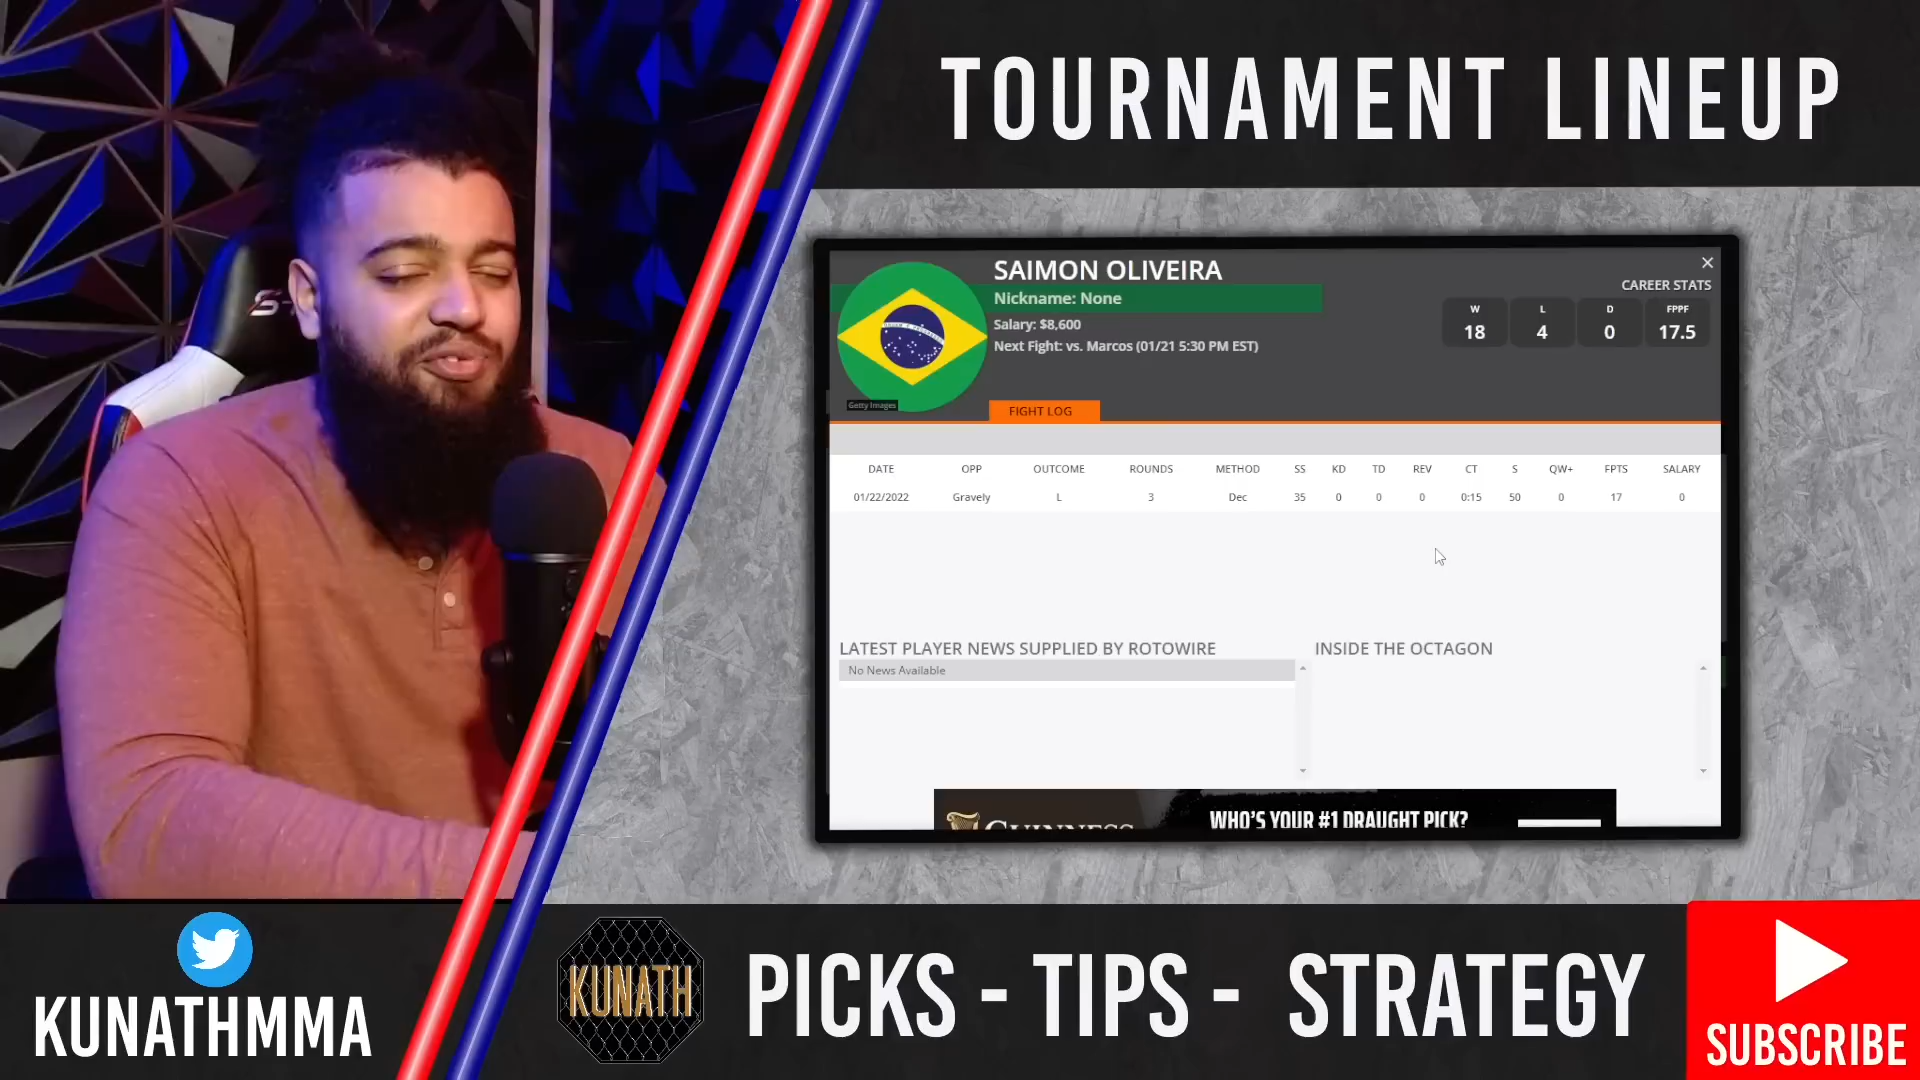 TOURNAMENT LINEUP
SAIMON OLIVEIRA
Nickname: None
Salary: $8,600
Next Fight: vs. Marcos (01/21 5:30 PM EST)
CAREER STATS
W L D FPPF
18 4 0 17.5
Getty Images
FIGHT LOG
DATE OPP OUTCOME ROUNDS METHOD SS KD TD REV CT S QW+ FPTS SALARY
01/22/2022 Gravely L 3 Dec 35 0 0 0 0:15 50 0 17 0
LATEST PLAYER NEWS SUPPLIED BY ROTOWIRE
No News Available
INSIDE THE OCTAGON
GUINNESS
WHO'S YOUR #1 DRAUGHT PICK?
KUNATHMMA
KUNATH
PICKS - TIPS - STRATEGY
SUBSCRIBE